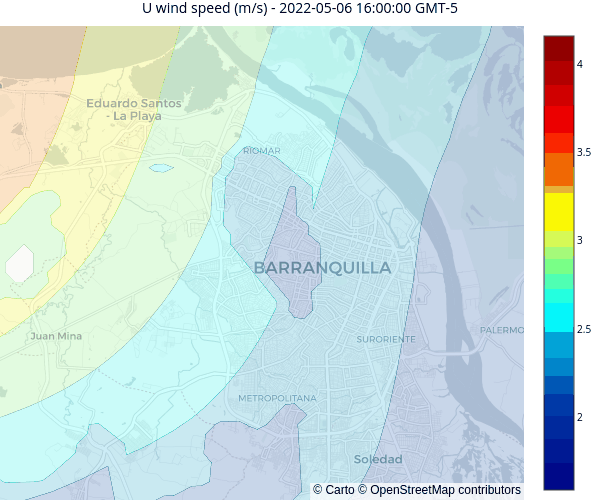 U wind speed (m/s) - 2022-05-06 16:00:00 GMT-5
Eduardo Santos
- La Playa
RIOMAR
BARRANQUILLA
Juan Mina
SURORIENTE
PALERMO
METROPOLITANA
Soledad
4
3.5
3
2.5
2
© Carto © OpenStreetMap contributors